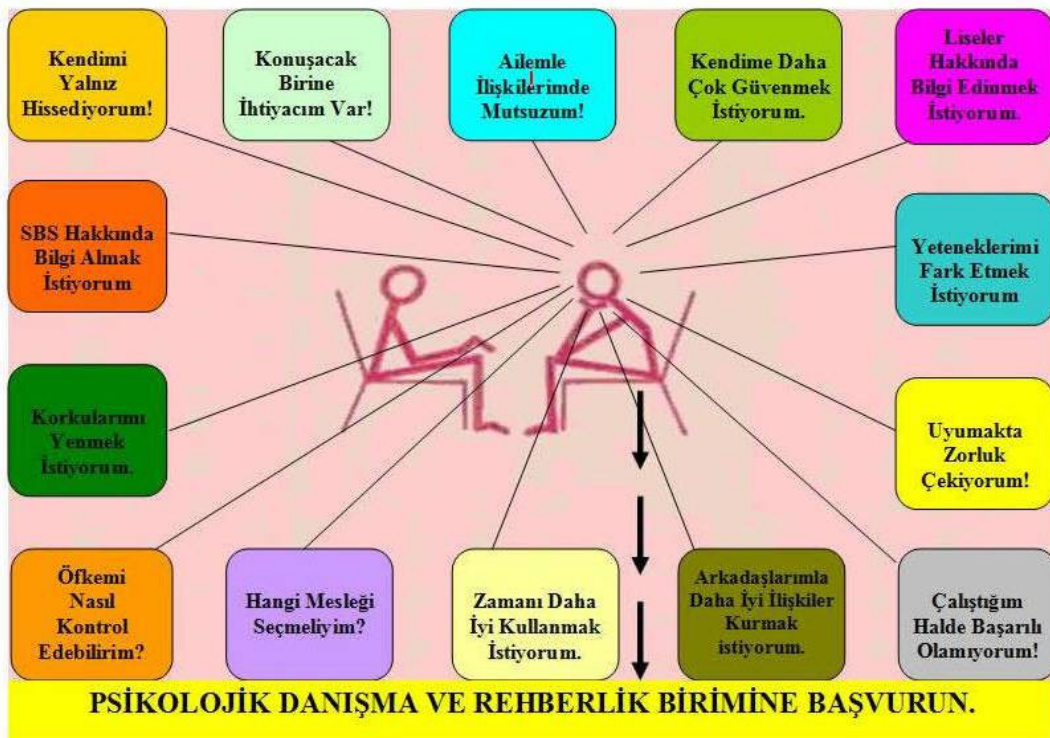 Kendimi
Yalnız
Hissediyorum!
Konuşacak
Birine
İhtiyacım Var!
Ailemle
İlişkilerimde
Mutsuzum!
Kendime Daha
Çok Güvenmek
İstiyorum.
Liseler
Hakkında
Bilgi Edinmek
İstiyorum.
SBS Hakkında
Bilgi Almak
İstiyorum
Yeteneklerimi
Fark Etmek
İstiyorum
Korkularımı
Yenmek
İstiyorum.
Uyumakta
Zorluk
Çekiyorum!
Öfkemi
Nasıl
Kontrol
Edebilirim?
Hangi Mesleği
Seçmeliyim?
Zamanı Daha
İyi Kullanmak
İstiyorum.
Arkadaşlarımla
Daha İyi İlişkiler
Kurmak
istiyorum.
Çalıştığım
Halde Başarılı
Olamıyorum!
PSİKOLOJİK DANIŞMA VE REHBERLİK BİRİMİNE BAŞVURUN.